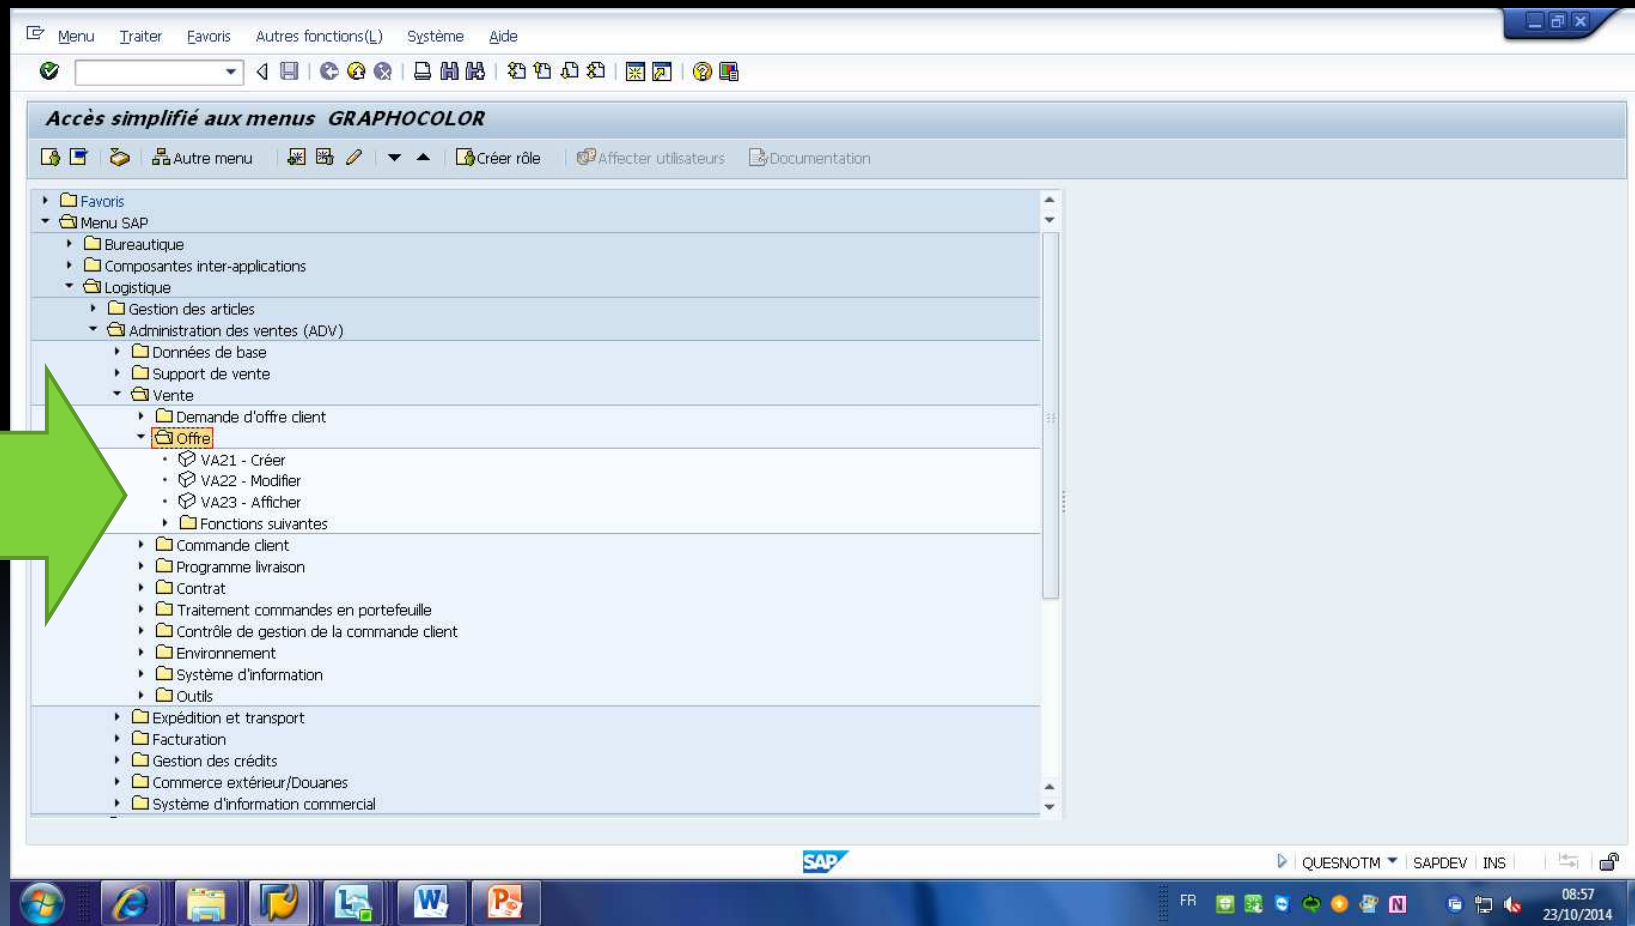 Menu Traiter Favoris Autres fonctions(L) Système Aide
Accès simplifié aux menus GRAPHOCOLOR
Autre menu Créer rôle Affecter utilisateurs Documentation
Favoris
Menu SAP
Bureautique
Composantes inter-applications
Logistique
Gestion des articles
Administration des ventes (ADV)
Données de base
Support de vente
Vente
Demande d'offre client
Offre
VA21 - Créer
VA22 - Modifier
VA23 - Afficher
Fonctions suivantes
Commande client
Programme livraison
Contrat
Traitement commandes en portefeuille
Contrôle de gestion de la commande client
Environnement
Système d'information
Outils
Expédition et transport
Facturation
Gestion des crédits
Commerce extérieur/Douanes
Système d'information commercial
SAP
QUESNOTM SAPDEV INS
FR
08:57
23/10/2014